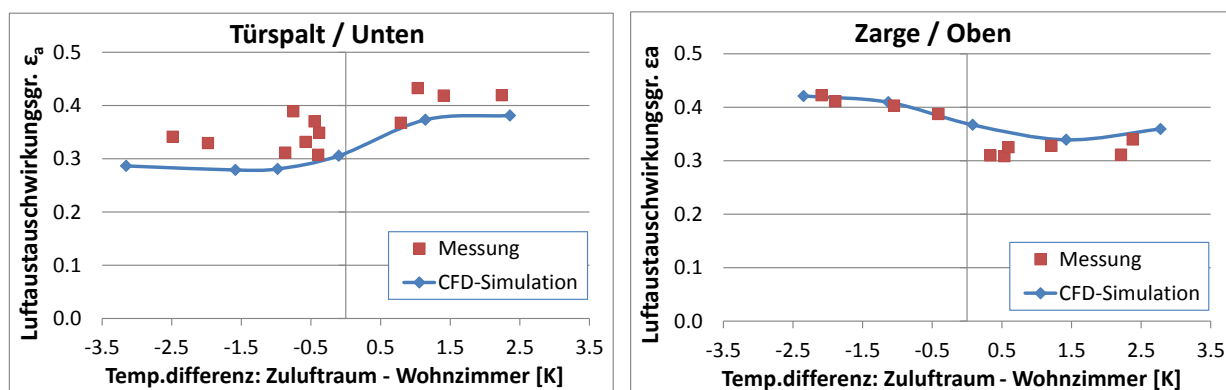 Türspalt / Unten
Luftaustauschwirkungsgr. ε_a
0.5
0.4
0.3
0.2
0.1
0.0
Messung
CFD-Simulation
-3.5 -2.5 -1.5 -0.5 0.5 1.5 2.5 3.5
Temp.differenz: Zuluftraum - Wohnzimmer [K]
Zarge / Oben
Luftaustauschwirkungsgr. εa
0.5
0.4
0.3
0.2
0.1
0.0
Messung
CFD-Simulation
-3.5 -2.5 -1.5 -0.5 0.5 1.5 2.5 3.5
Temp.differenz: Zuluftraum - Wohnzimmer [K]